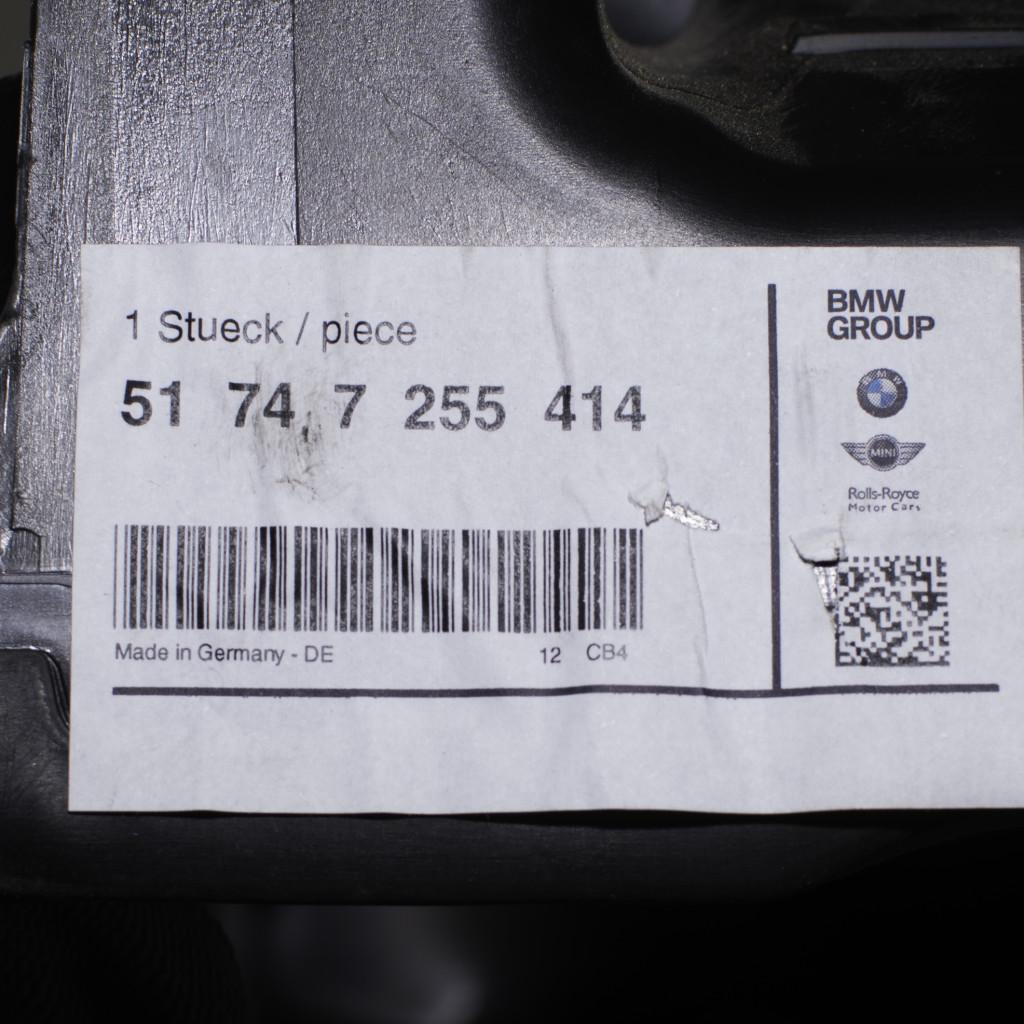 1 Stueck / piece
51 74 7 255 414
Made in Germany - DE 12 CB4
BMW
GROUP
BMW
MINI
Rolls-Royce
Motor Cars